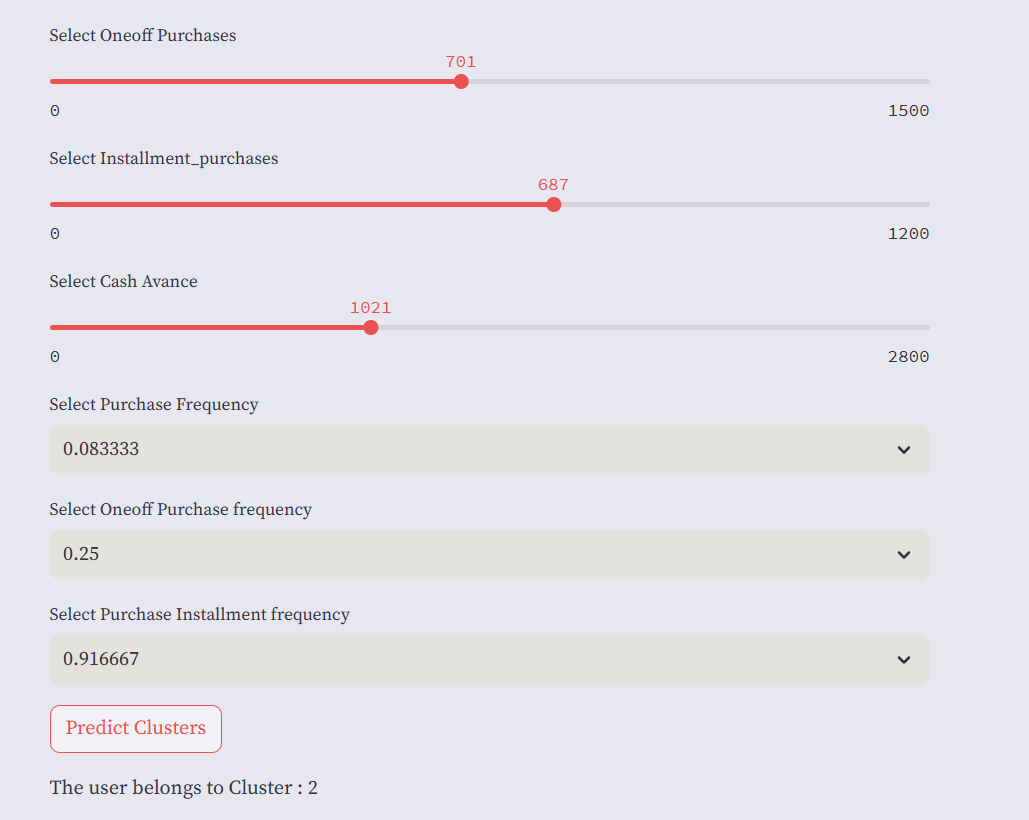 Select Oneoff Purchases
701
0 1500
Select Installment_purchases
687
0 1200
Select Cash Avance
1021
0 2800
Select Purchase Frequency
0.083333
Select Oneoff Purchase frequency
0.25
Select Purchase Installment frequency
0.916667
Predict Clusters
The user belongs to Cluster : 2